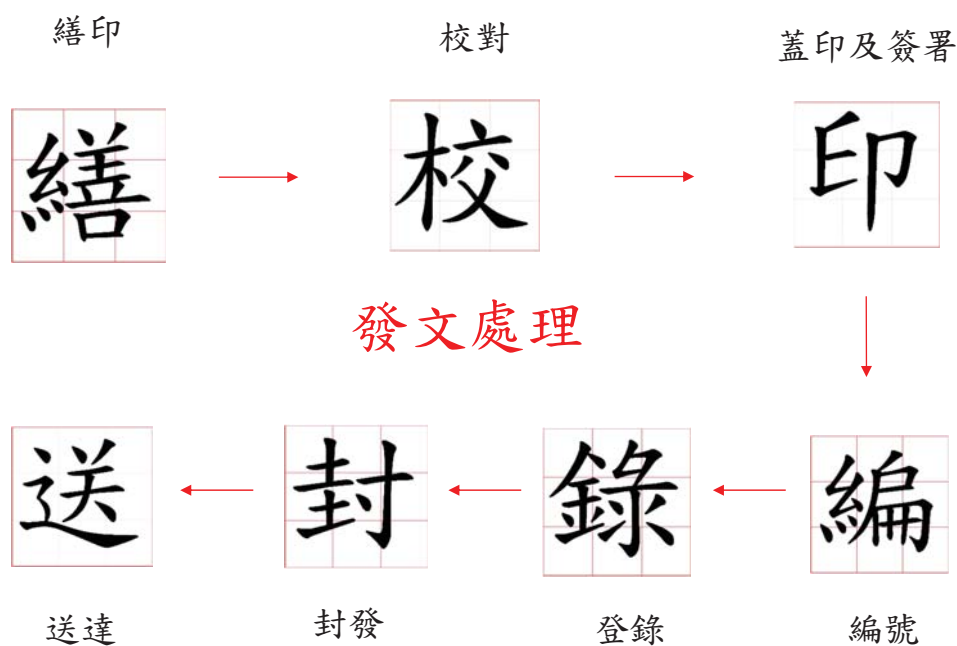 繕印
校對
蓋印及簽署
繕
校
印
發文處理
送
封
錄
編
送達
封發
登錄
編號